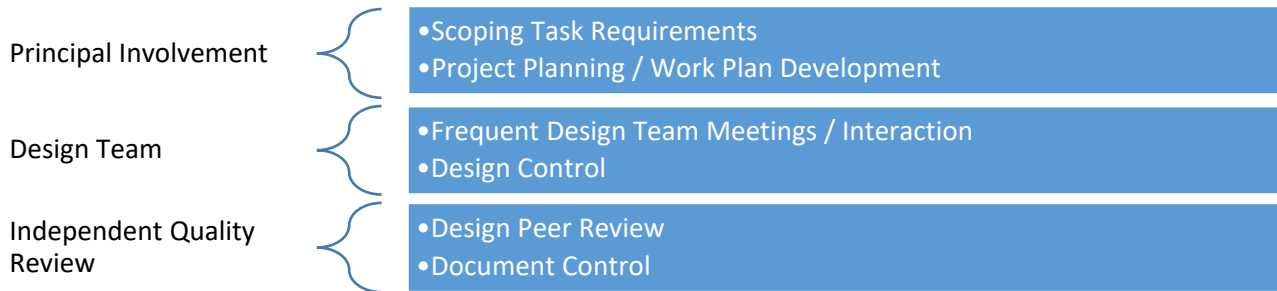 Principal Involvement
•Scoping Task Requirements
•Project Planning / Work Plan Development
Design Team
•Frequent Design Team Meetings / Interaction
•Design Control
Independent Quality
Review
•Design Peer Review
•Document Control